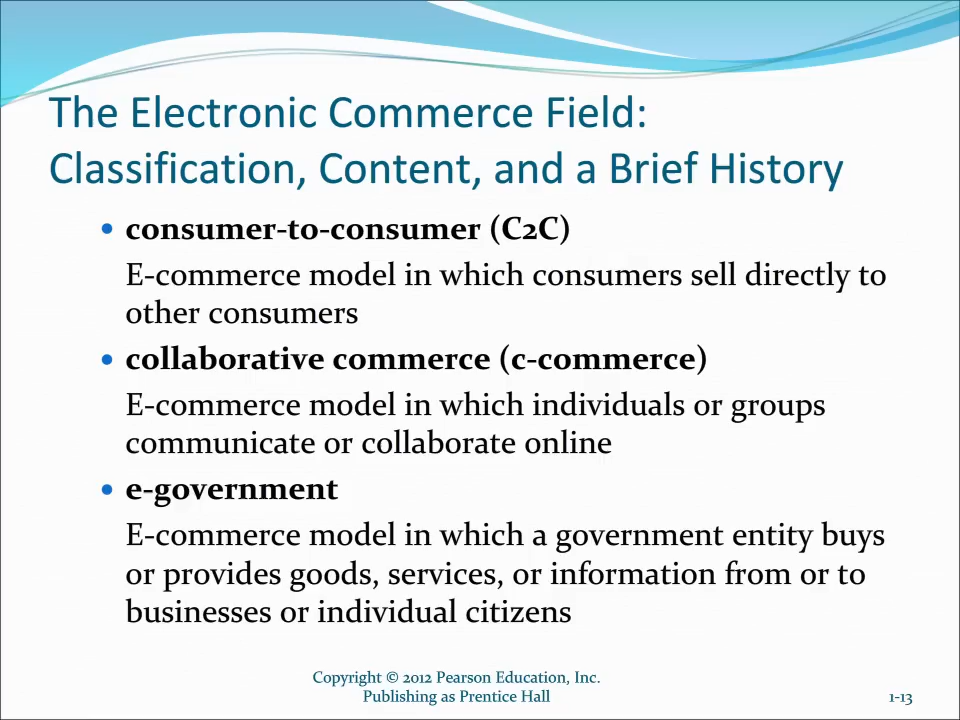 The Electronic Commerce Field:
Classification, Content, and a Brief History
• consumer-to-consumer (C2C)
E-commerce model in which consumers sell directly to
other consumers
• collaborative commerce (c-commerce)
E-commerce model in which individuals or groups
communicate or collaborate online
• e-government
E-commerce model in which a government entity buys
or provides goods, services, or information from or to
businesses or individual citizens
Copyright © 2012 Pearson Education, Inc.
Publishing as Prentice Hall
1-13